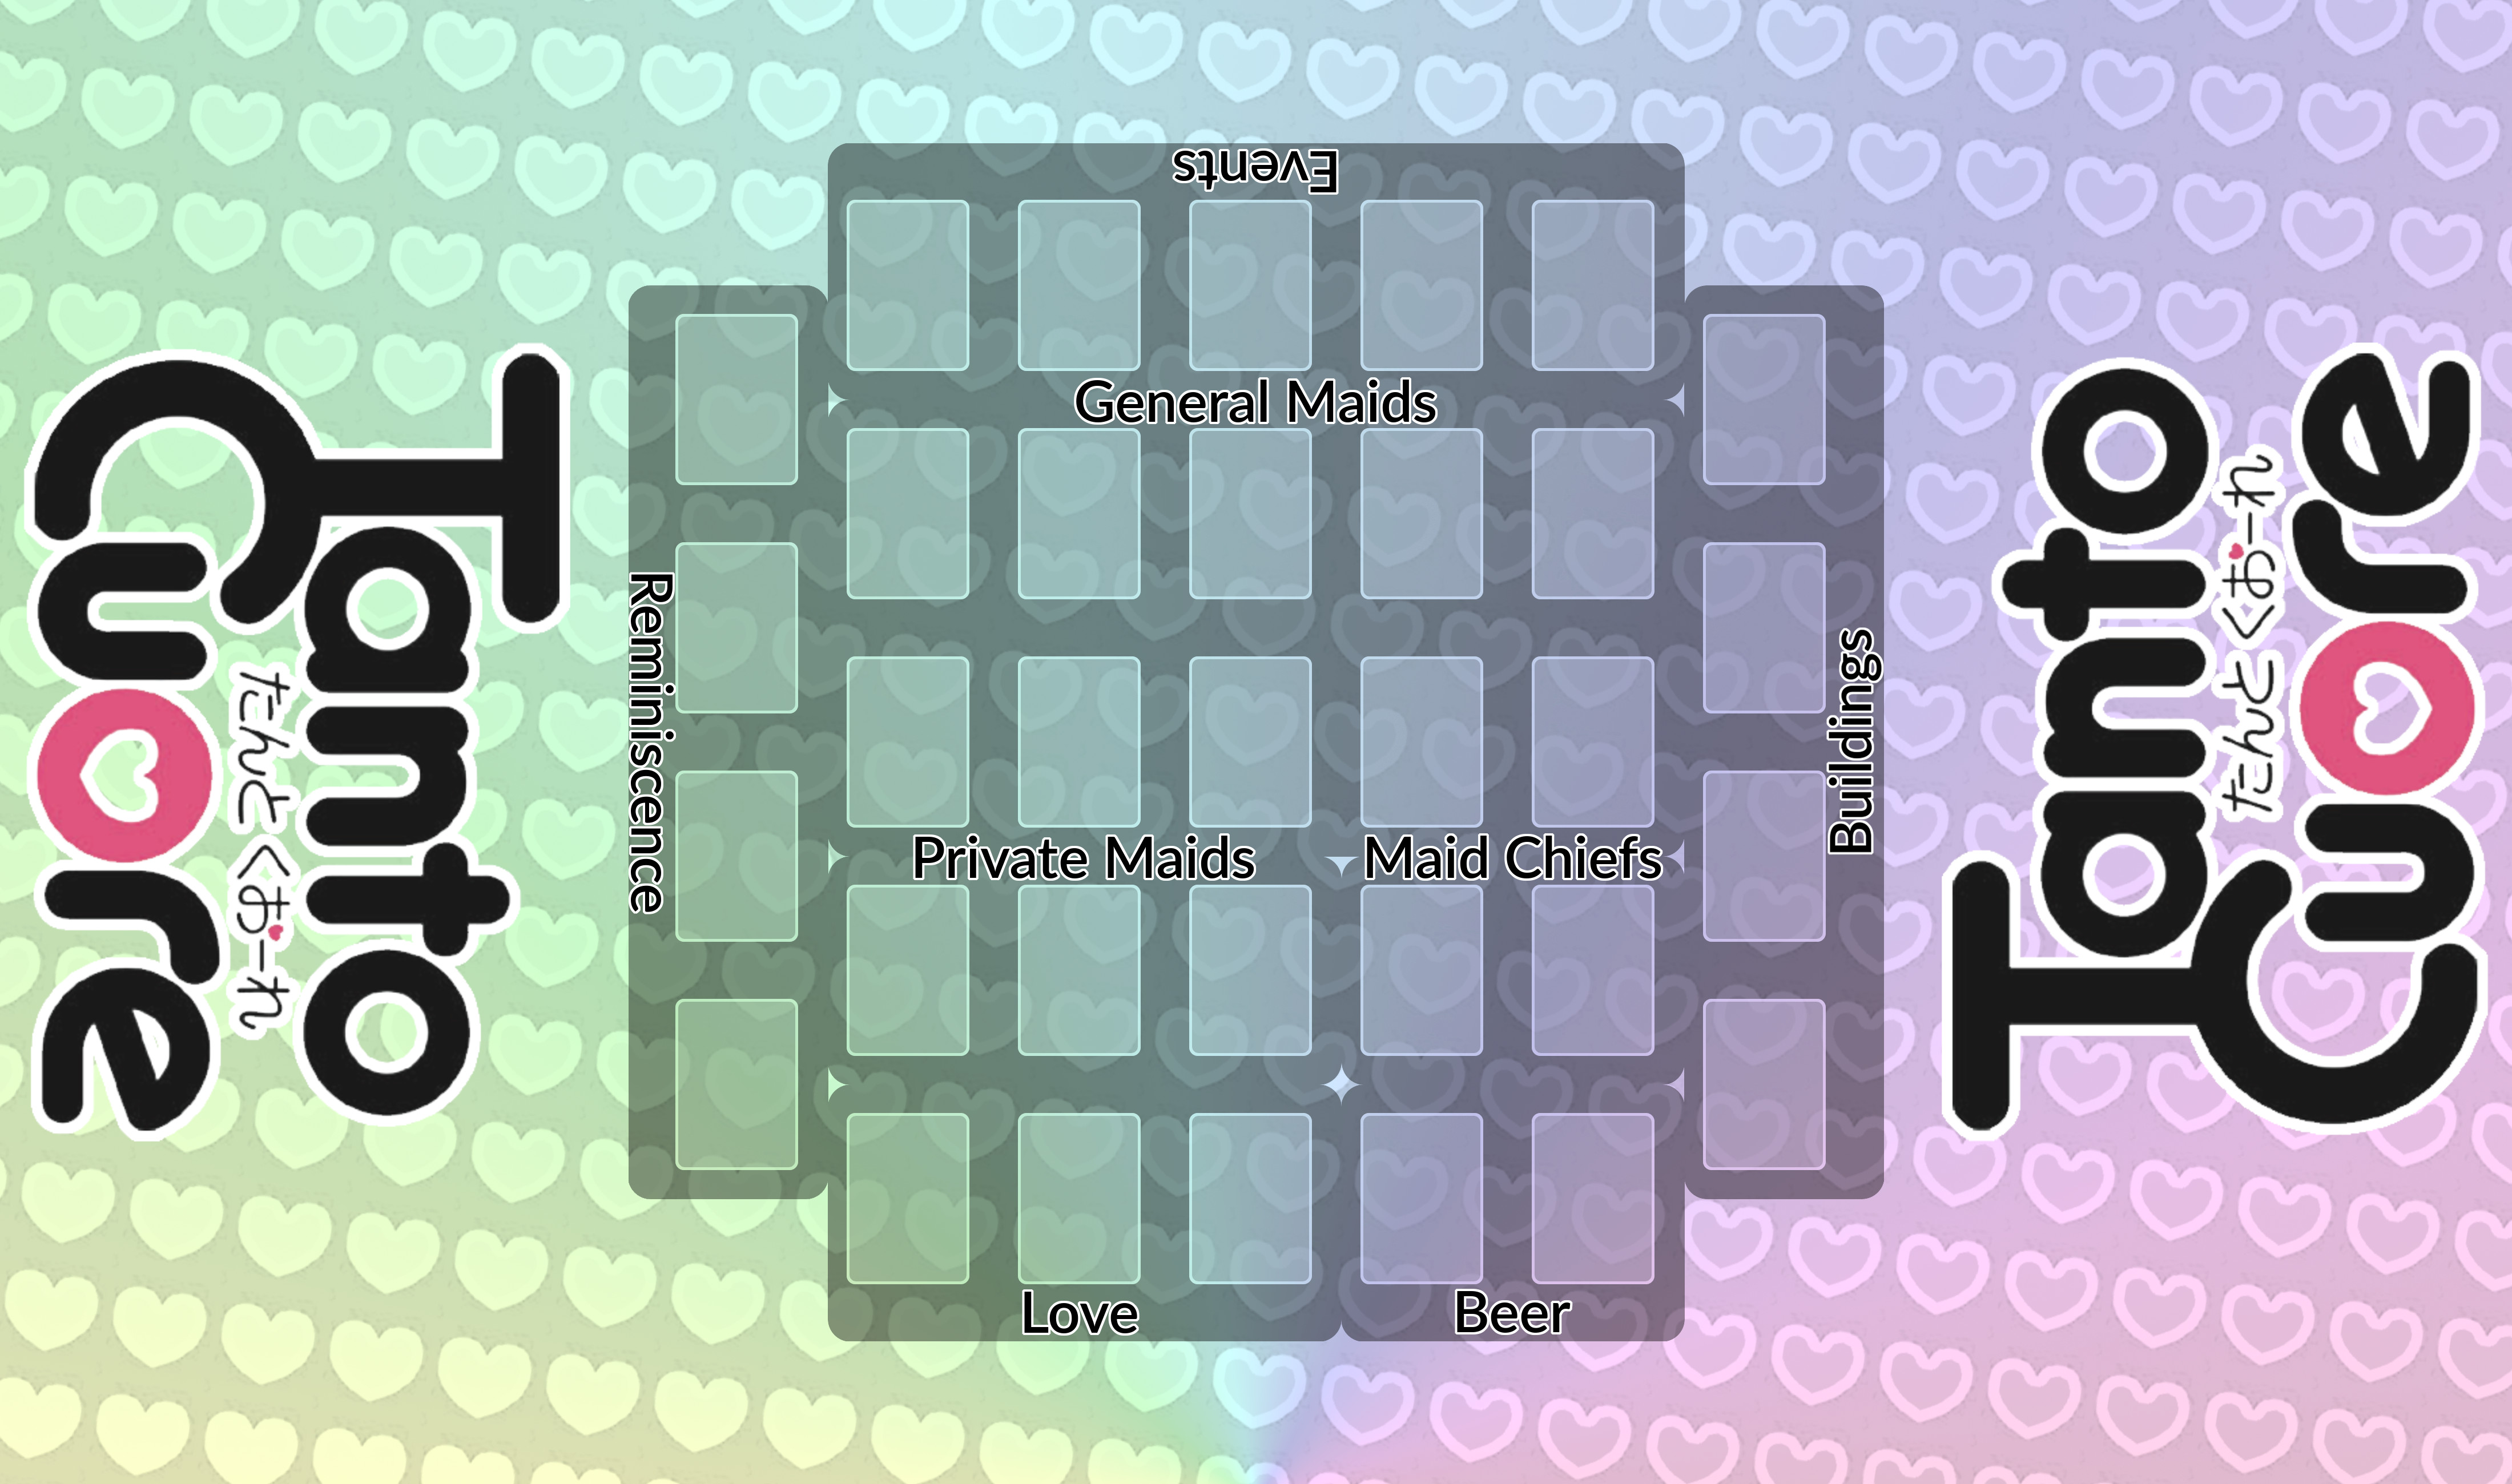 Events
General Maids
Reminiscence
Buildings
Private Maids
Maid Chiefs
Love
Beer
Tanto
たんとくおーれ
Cuore
Tanto
たんとくおーれ
Cuore